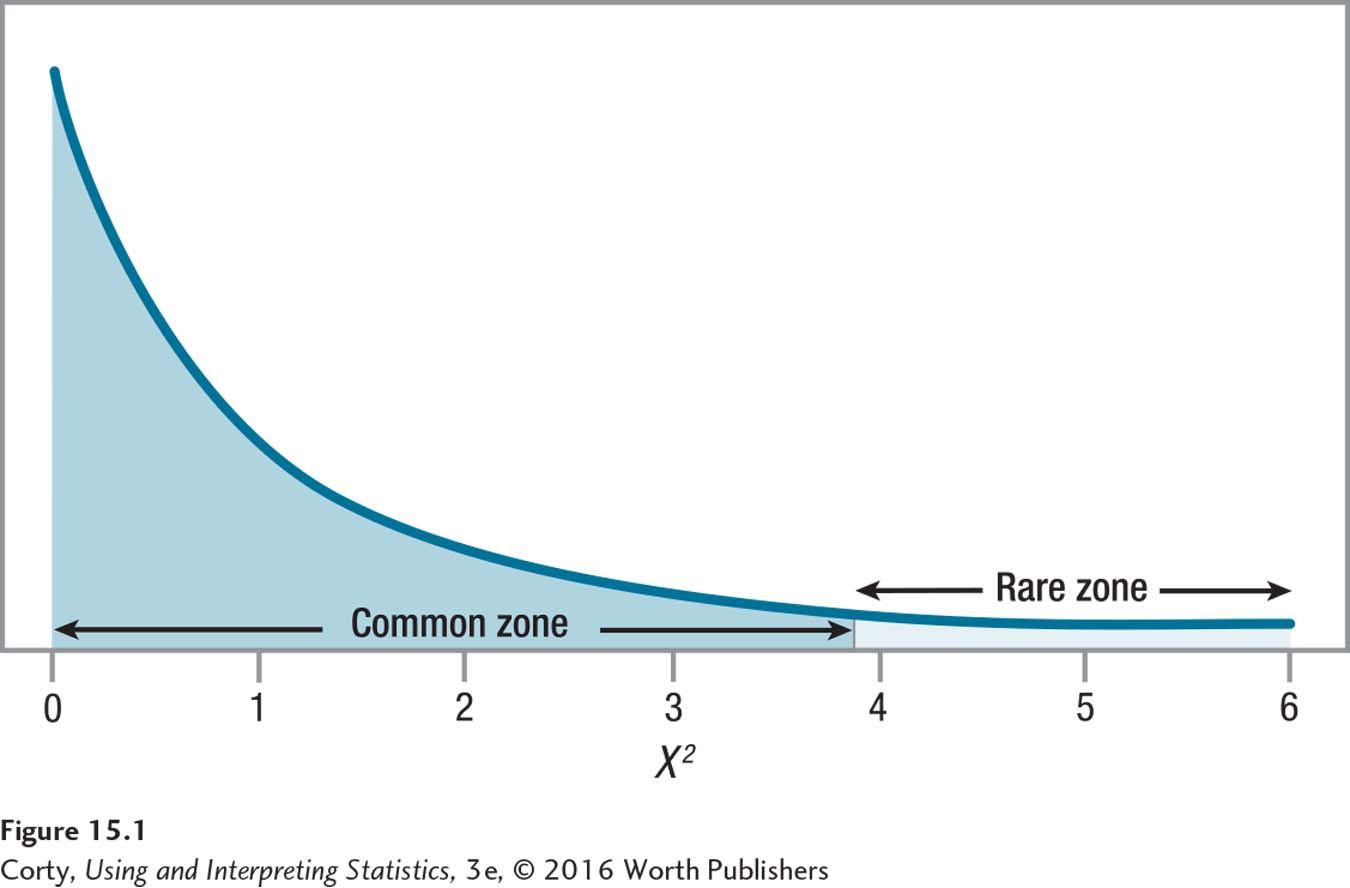 Rare zone
Common zone
0 1 2 3 4 5 6
X²
Figure 15.1
Corty, Using and Interpreting Statistics, 3e, © 2016 Worth Publishers